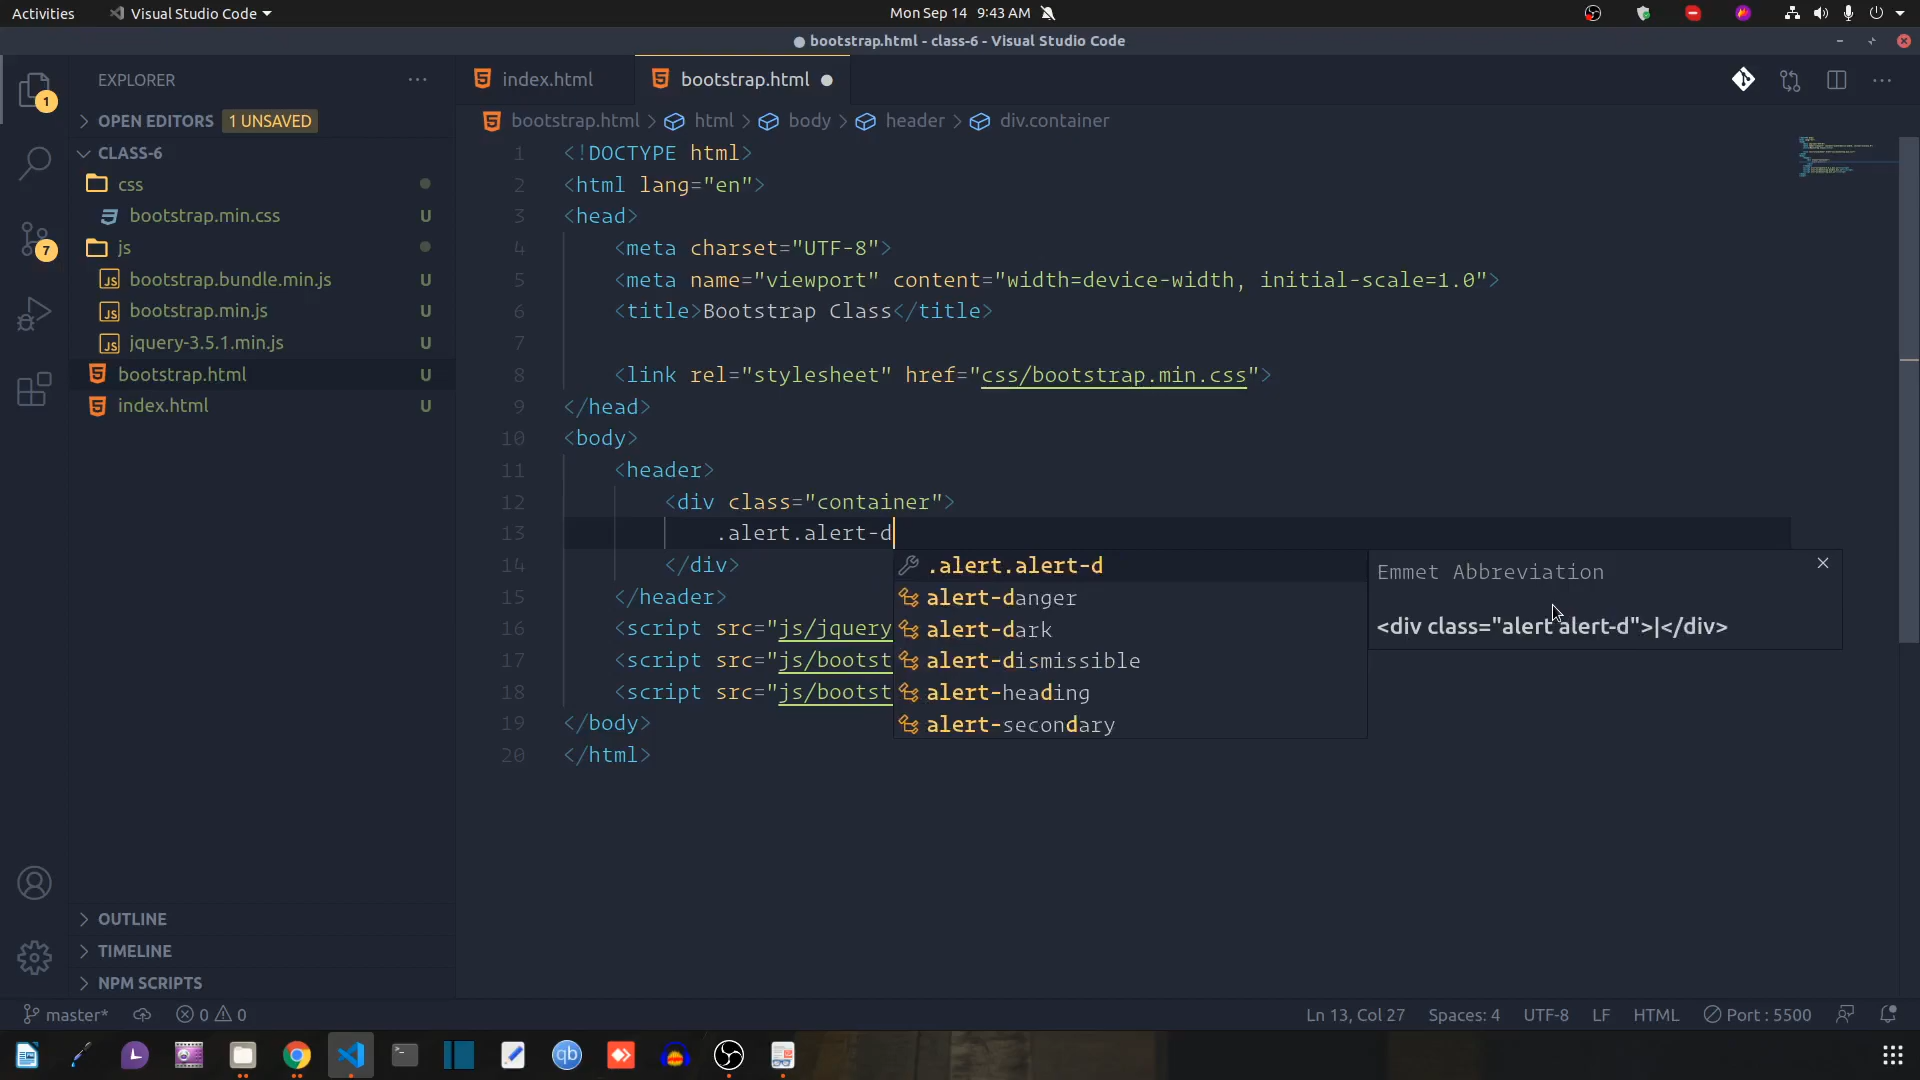 Activities
Visual Studio Code
Mon Sep 14 9:43 AM
bootstrap.html - class-6 - Visual Studio Code
EXPLORER
OPEN EDITORS 1 UNSAVED
CLASS-6
css
bootstrap.min.css U
js
bootstrap.bundle.min.js U
bootstrap.min.js U
jquery-3.5.1.min.js U
bootstrap.html U
index.html U
OUTLINE
TIMELINE
NPM SCRIPTS
1
7
index.html
bootstrap.html
bootstrap.html > html > body > header > div.container
1 <!DOCTYPE html>
2 <html lang="en">
3 <head>
4 <meta charset="UTF-8">
5 <meta name="viewport" content="width=device-width, initial-scale=1.0">
6 <title>Bootstrap Class</title>
7
8 <link rel="stylesheet" href="css/bootstrap.min.css">
9 </head>
10 <body>
11 <header>
12 <div class="container">
13 .alert.alert-d
14 </div>
15 </header>
16 <script src="js/jquery
17 <script src="js/bootst
18 <script src="js/bootst
19 </body>
20 </html>
.alert.alert-d
alert-danger
alert-dark
alert-dismissible
alert-heading
alert-secondary
Emmet Abbreviation
<div class="alert alert-d">|</div>
master*
0 0
Ln 13, Col 27
Spaces: 4
UTF-8
LF
HTML
Port : 5500
qb